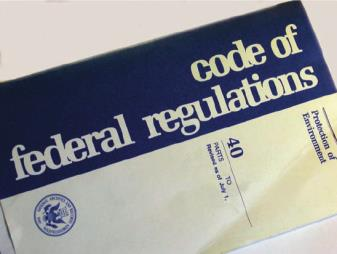 code of
federal regulations
40
PARTS TO
Revised as of July 1,
Protection of
Environment